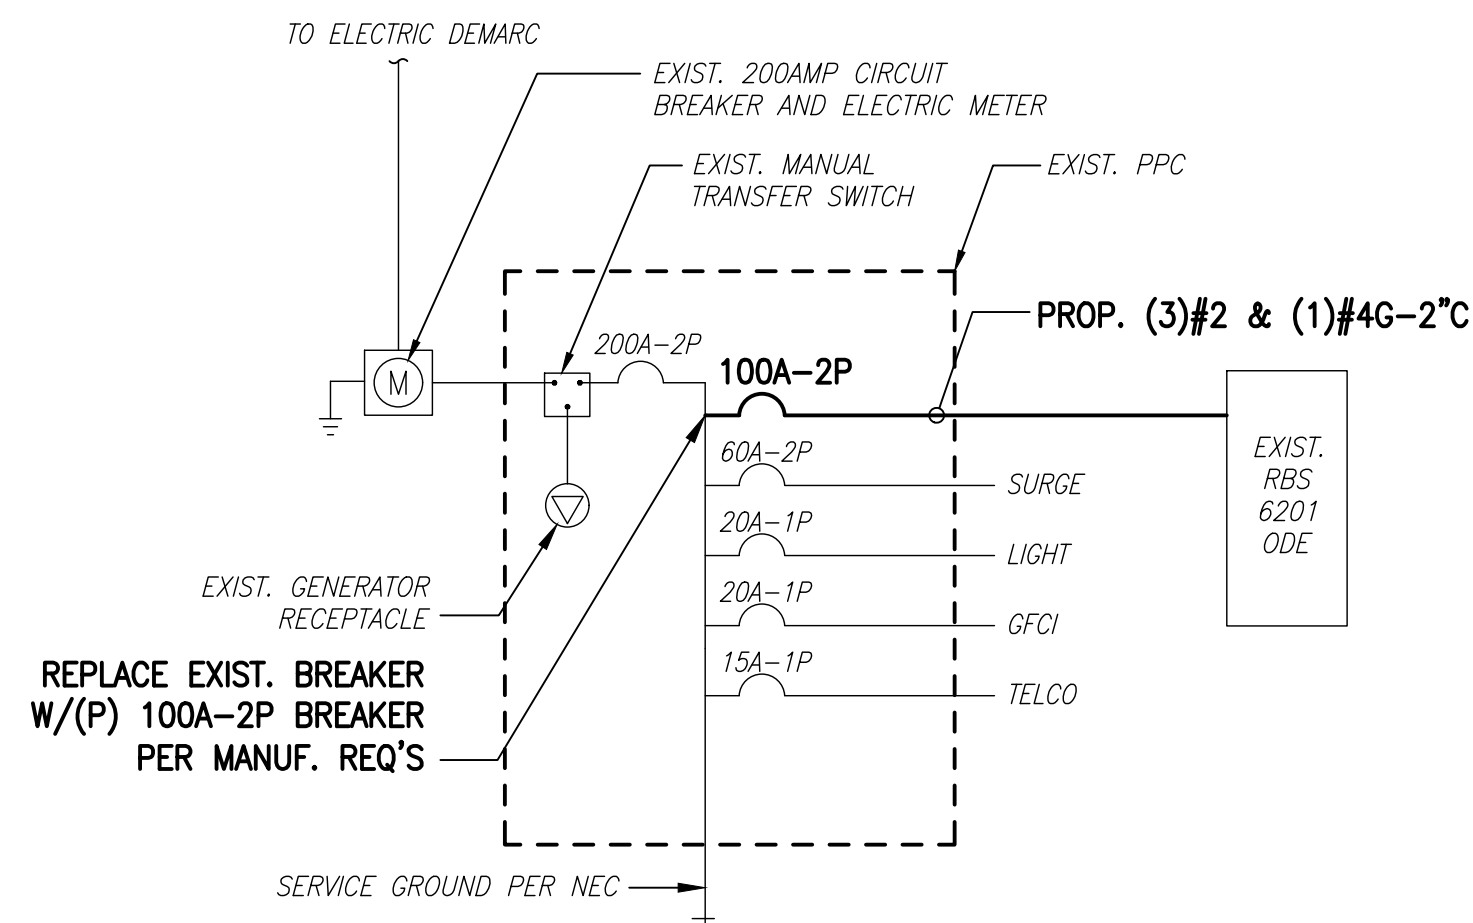 TO ELECTRIC DEMARC
EXIST. 200AMP CIRCUIT
BREAKER AND ELECTRIC METER
EXIST. MANUAL
TRANSFER SWITCH
EXIST. PPC
PROP. (3)#2 & (1)#4G-2"C
200A-2P
100A-2P
M
60A-2P
SURGE
20A-1P
LIGHT
20A-1P
GFCI
15A-1P
TELCO
EXIST.
RBS
6201
ODE
EXIST. GENERATOR
RECEPTACLE
REPLACE EXIST. BREAKER
W/(P) 100A-2P BREAKER
PER MANUF. REQ'S
SERVICE GROUND PER NEC